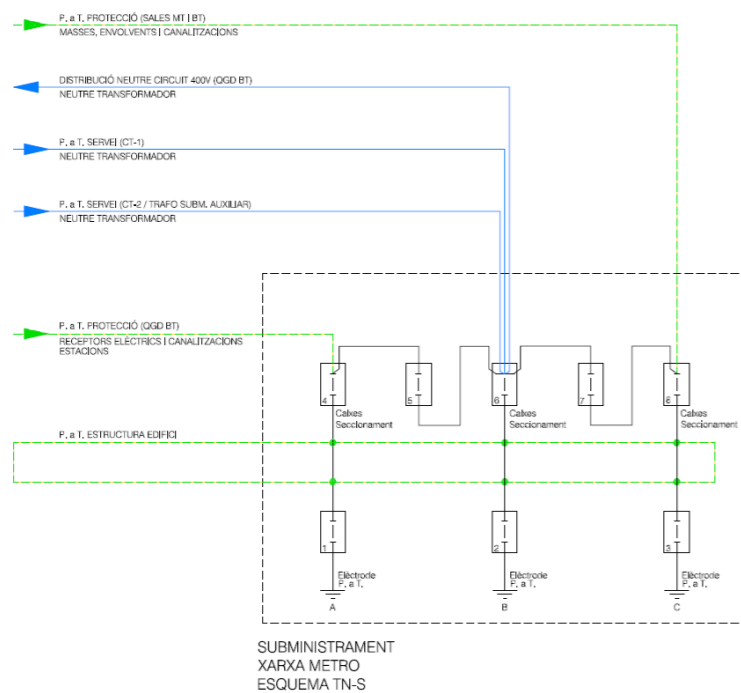 P. a T. PROTECCIÓ (SALES MT I BT)
MASSES, ENVOLVENTS I CANALITZACIONS
DISTRIBUCIÓ NEUTRE CIRCUIT 400V (QGD BT)
NEUTRE TRANSFORMADOR
P. a T. SERVEI (CT-1)
NEUTRE TRANSFORMADOR
P. a T. SERVEI (CT-2 / TRAFO SUBM. AUXILIAR)
NEUTRE TRANSFORMADOR
P. a T. PROTECCIÓ (QGD BT)
RECEPTORS ELÈCTRICS I CANALITZACIONS
ESTACIONS
4
5
6
7
8
Caixes
Seccionament
Caixes
Seccionament
Caixes
Seccionament
P. a T. ESTRUCTURA EDIFICI
1
2
3
Elèctrode
P. a T.
Elèctrode
P. a T.
Elèctrode
P. a T.
A
B
C
SUBMINISTRAMENT
XARXA METRO
ESQUEMA TN-S